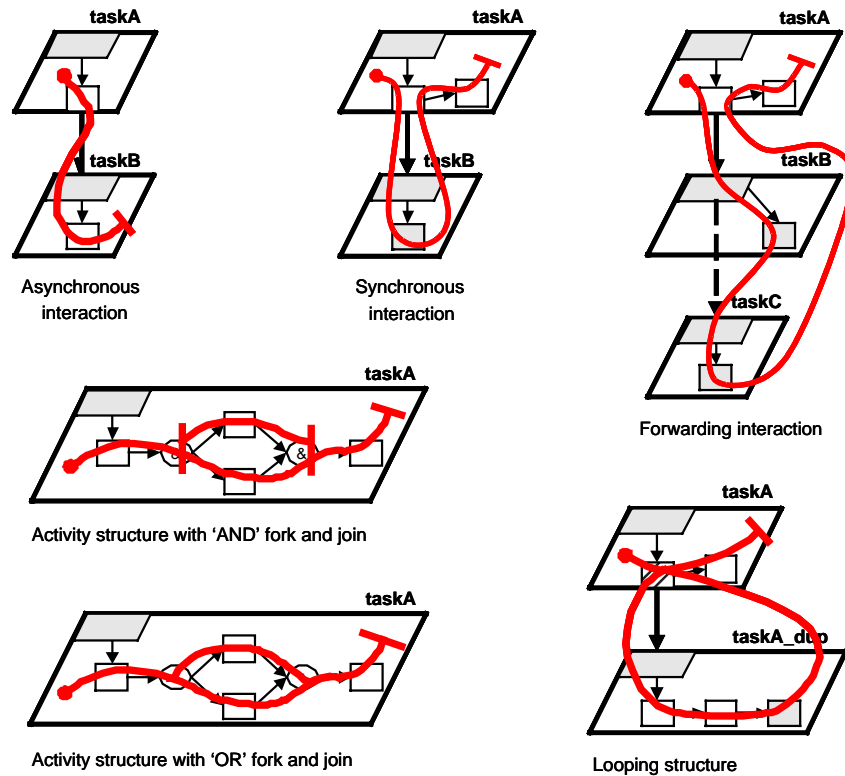 taskA
taskB
Asynchronous
interaction
taskA
taskB
Synchronous
interaction
taskA
taskB
taskC
Forwarding interaction
taskA
&
Activity structure with ‘AND’ fork and join
taskA
Activity structure with ‘OR’ fork and join
taskA
taskA_dup
Looping structure